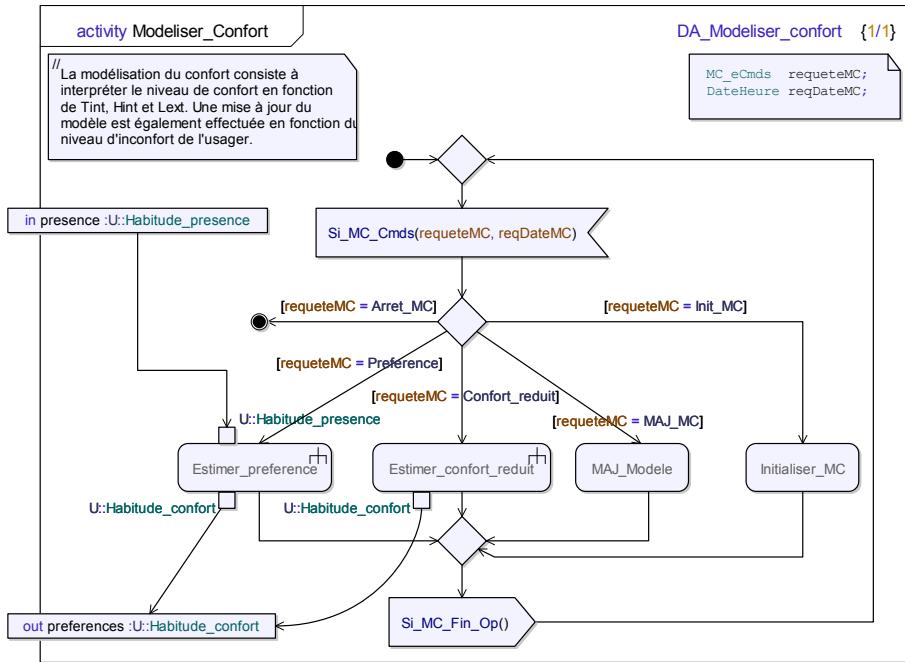 activity Modeliser_Confort
DA_Modeliser_confort {1/1}
//
La modélisation du confort consiste à
interpréter le niveau de confort en fonction
de Tint, Hint et Lext. Une mise à jour du
modèle est également effectuée en fonction du
niveau d'inconfort de l'usager.
MC_eCmds requeteMC;
DateHeure reqDateMC;
in presence :U::Habitude_presence
Si_MC_Cmds(requeteMC, reqDateMC)
[requeteMC = Arret_MC]
[requeteMC = Init_MC]
[requeteMC = Preference]
[requeteMC = Confort_reduit]
[requeteMC = MAJ_MC]
U::Habitude_presence
Estimer_preference
Estimer_confort_reduit
MAJ_Modele
Initialiser_MC
U::Habitude_confort
U::Habitude_confort
out preferences :U::Habitude_confort
Si_MC_Fin_Op()